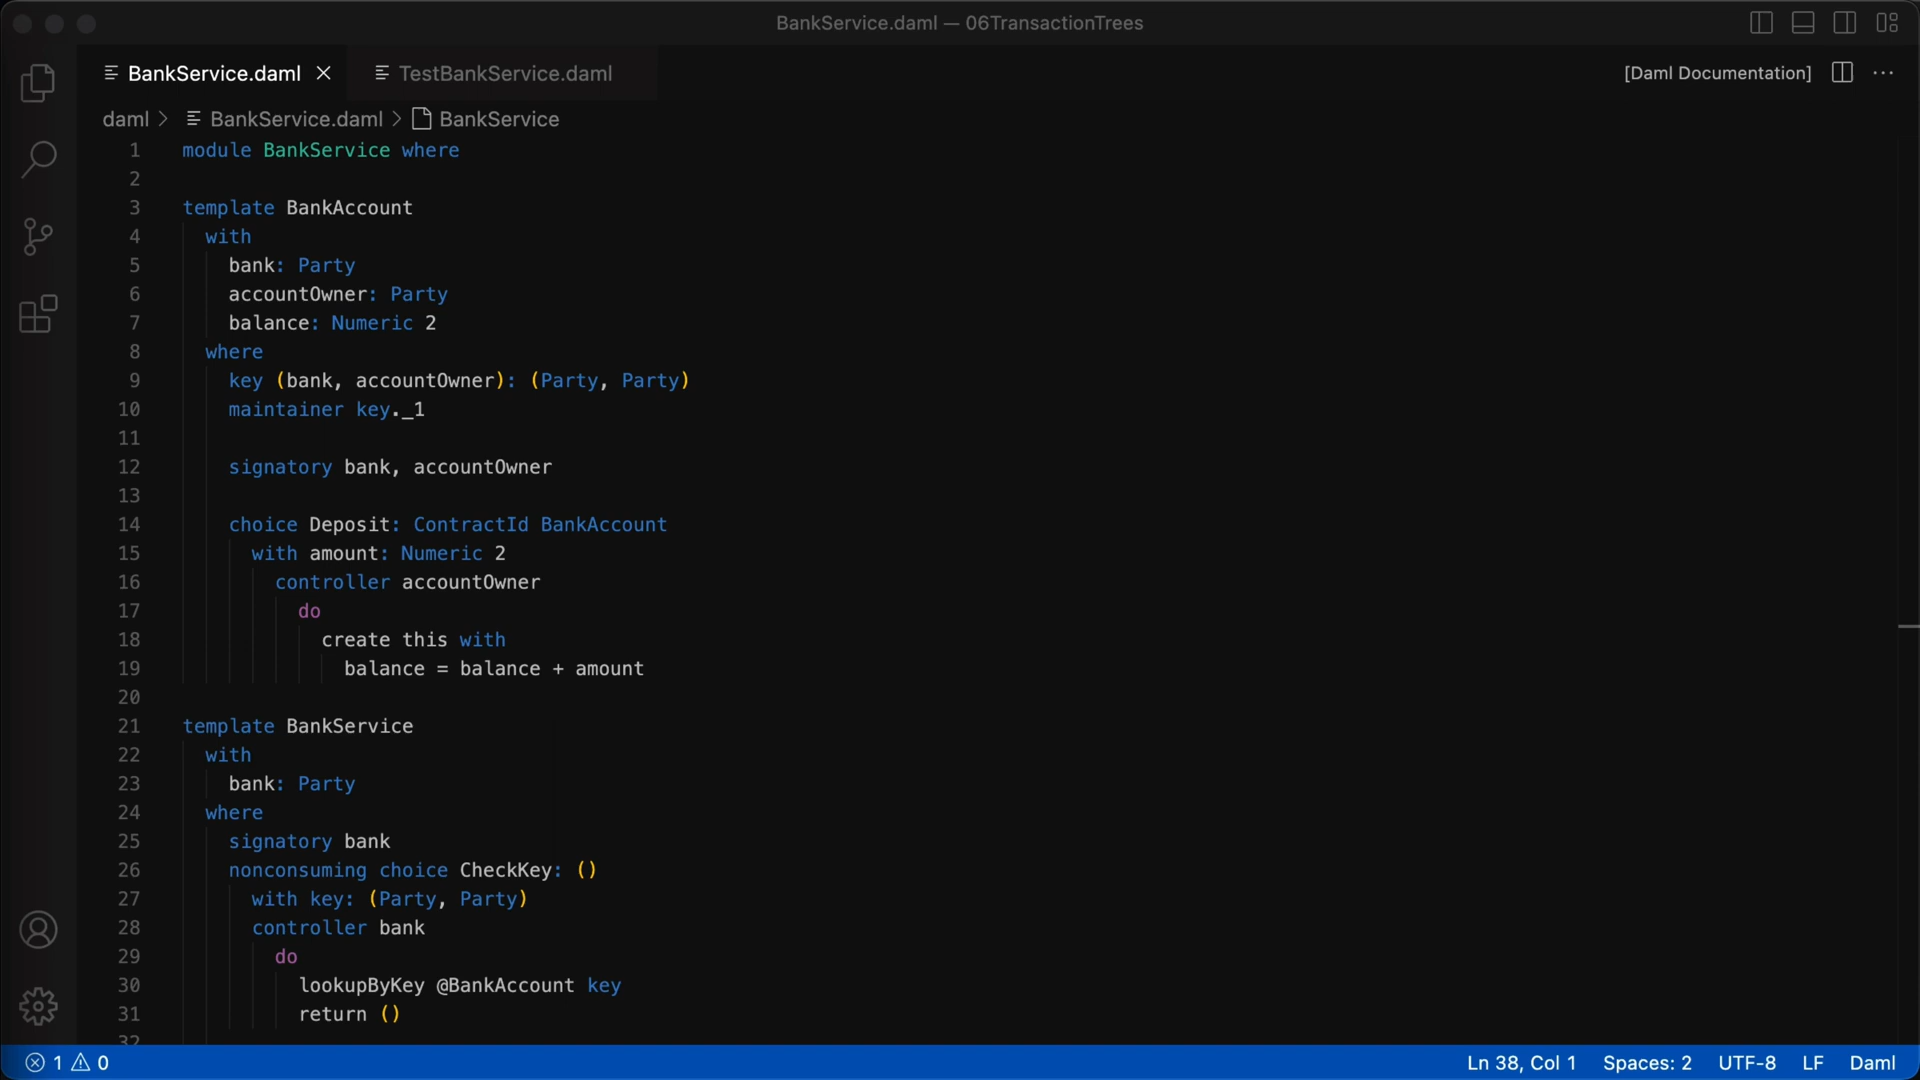 BankService.daml — 06TransactionTrees
BankService.daml TestBankService.daml [Daml Documentation]
daml > BankService.daml > BankService
1 module BankService where
2
3 template BankAccount
4 with
5 bank: Party
6 accountOwner: Party
7 balance: Numeric 2
8 where
9 key (bank, accountOwner): (Party, Party)
10 maintainer key._1
11
12 signatory bank, accountOwner
13
14 choice Deposit: ContractId BankAccount
15 with amount: Numeric 2
16 controller accountOwner
17 do
18 create this with
19 balance = balance + amount
20
21 template BankService
22 with
23 bank: Party
24 where
25 signatory bank
26 nonconsuming choice CheckKey: ()
27 with key: (Party, Party)
28 controller bank
29 do
30 lookupByKey @BankAccount key
31 return ()
32
1 0 Ln 38, Col 1 Spaces: 2 UTF-8 LF Daml